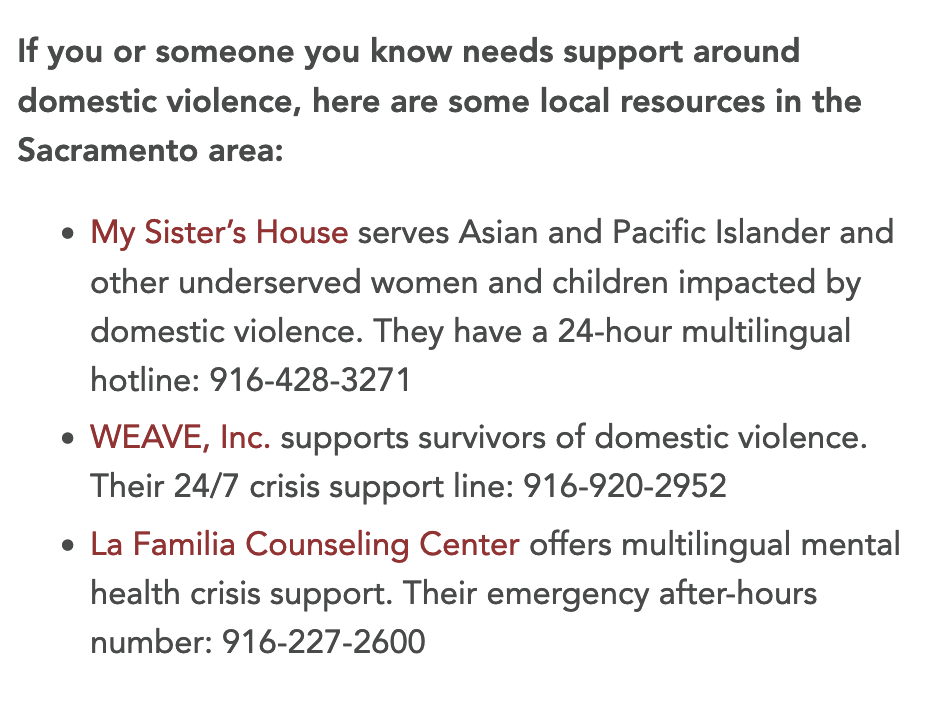 If you or someone you know needs support around
domestic violence, here are some local resources in the
Sacramento area:
• My Sister’s House serves Asian and Pacific Islander and
other underserved women and children impacted by
domestic violence. They have a 24-hour multilingual
hotline: 916-428-3271
• WEAVE, Inc. supports survivors of domestic violence.
Their 24/7 crisis support line: 916-920-2952
• La Familia Counseling Center offers multilingual mental
health crisis support. Their emergency after-hours
number: 916-227-2600